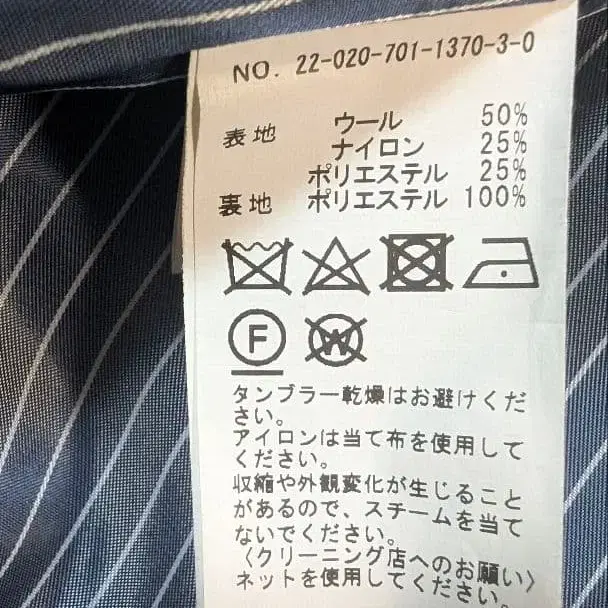 NO. 22-020-701-1370-3-0
表地 ウール 50%
ナイロン 25%
ポリエステル 25%
裏地 ポリエステル 100%
F W
タンブラー乾燥はお避けくだ
さい。
アイロンは当て布を使用して
ください。
収縮や外観変化が生じること
があるので、スチームを当て
ないでください。
〈クリーニング店へのお願い〉
ネットを使用してください。